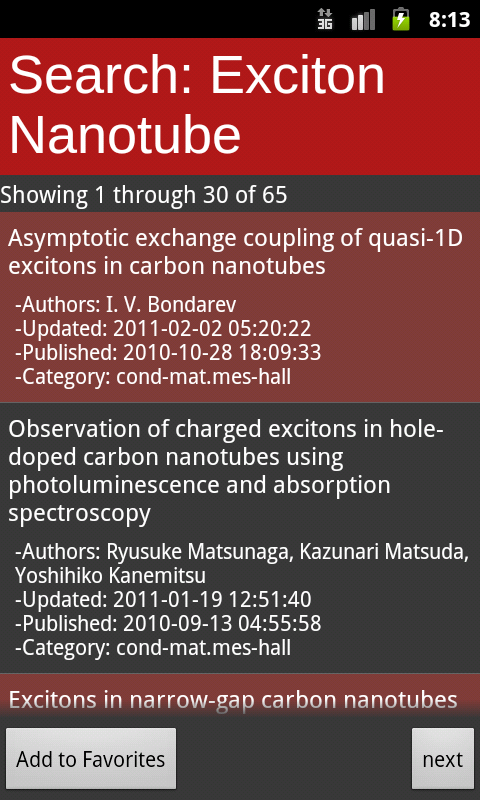 3G
8:13
Search: Exciton
Nanotube
Showing 1 through 30 of 65
Asymptotic exchange coupling of quasi-1D
excitons in carbon nanotubes
-Authors: I. V. Bondarev
-Updated: 2011-02-02 05:20:22
-Published: 2010-10-28 18:09:33
-Category: cond-mat.mes-hall
Observation of charged excitons in hole-
doped carbon nanotubes using
photoluminescence and absorption
spectroscopy
-Authors: Ryusuke Matsunaga, Kazunari Matsuda,
Yoshihiko Kanemitsu
-Updated: 2011-01-19 12:51:40
-Published: 2010-09-13 04:55:58
-Category: cond-mat.mes-hall
Excitons in narrow-gap carbon nanotubes
Add to Favorites
next